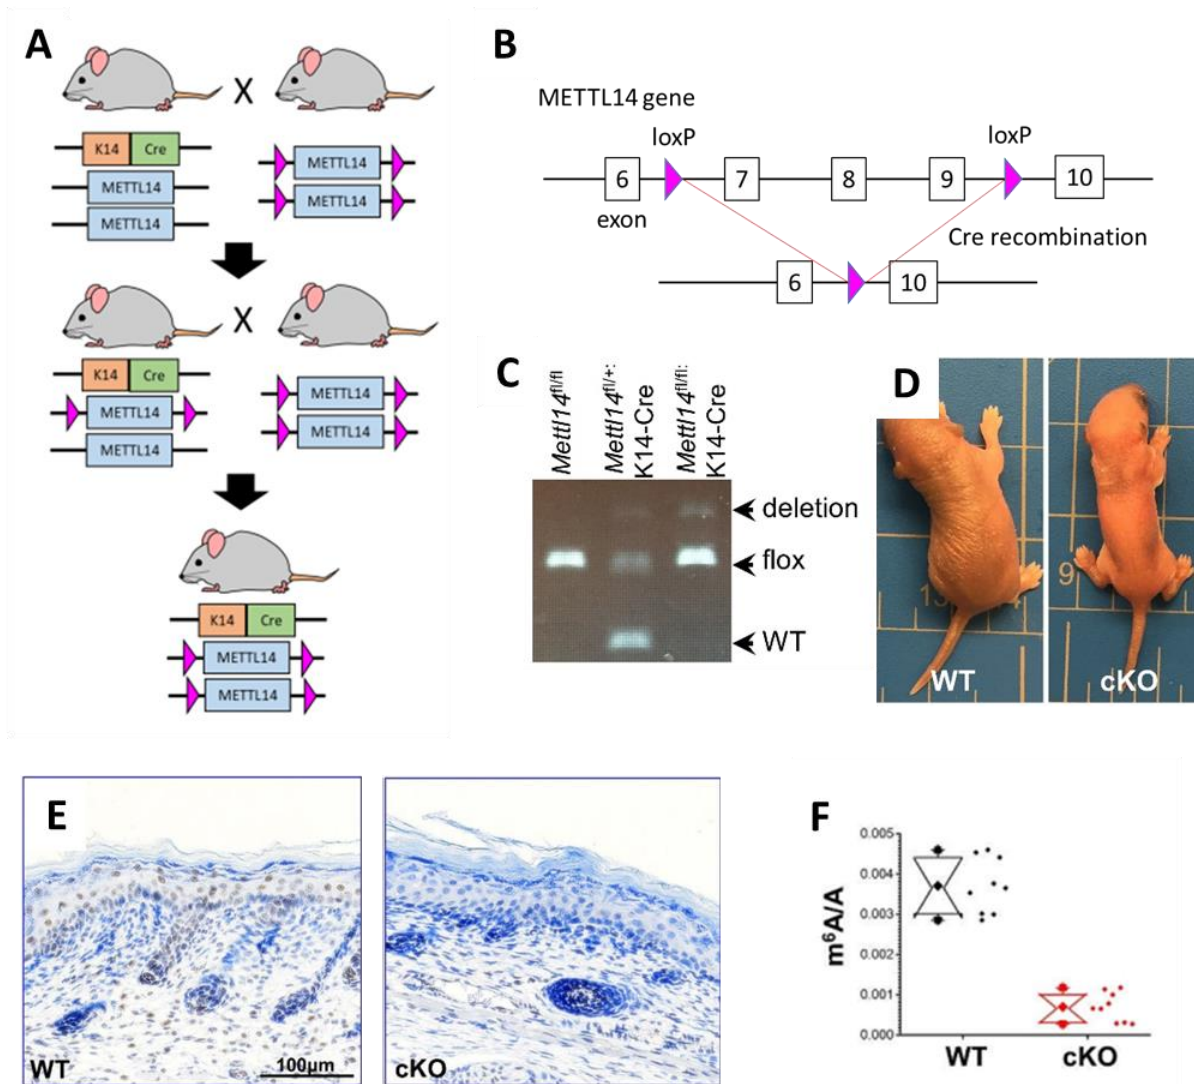 A
X
K14 Cre
METTL14
METTL14
METTL14
METTL14
X
K14 Cre
METTL14
METTL14
METTL14
METTL14
K14 Cre
METTL14
METTL14
B
METTL14 gene
loxP loxP
6 7 8 9 10
exon
Cre recombination
6 10
C
Mettl14fl/fl
Mettl14fl/+:
K14-Cre
Mettl14fl/fl:
K14-Cre
deletion
flox
WT
D
9
WT
cKO
E
WT
100µm
cKO
F
m⁶A/A
0.005
0.004
0.003
0.001
0.000
WT cKO